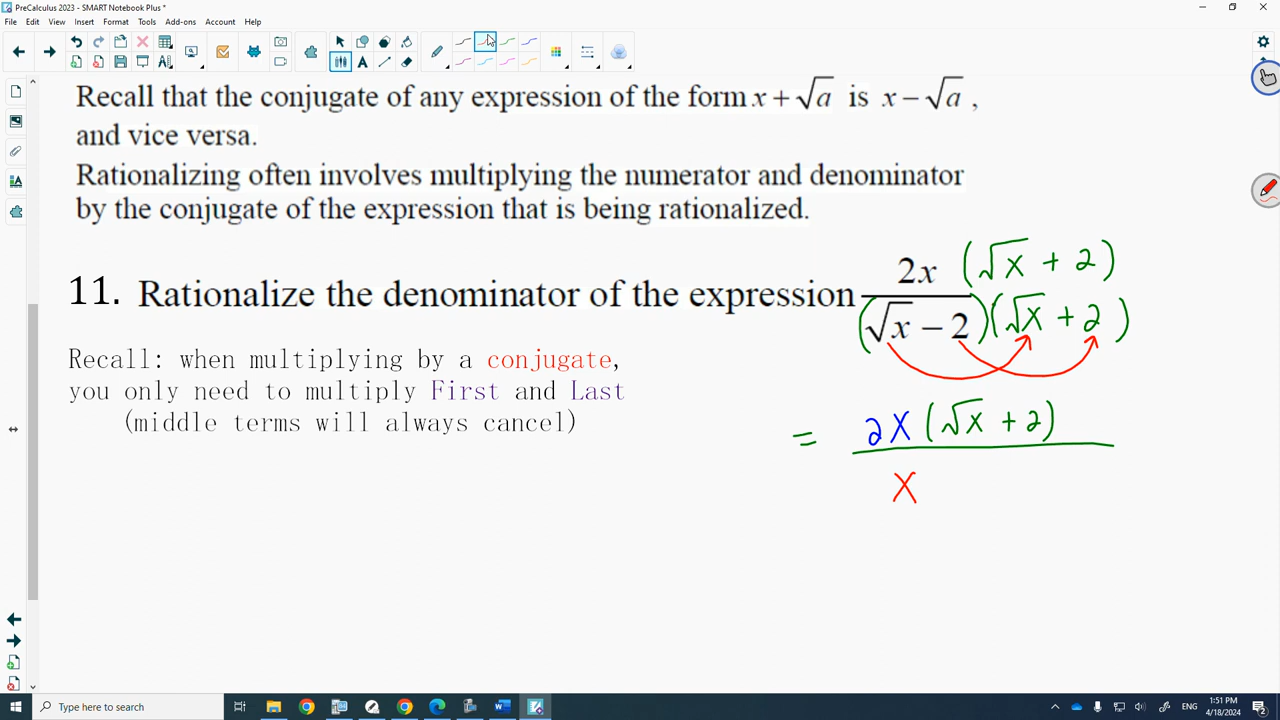 PreCalculus 2023 - SMART Notebook Plus *
File Edit View Insert Format Tools Add-ons Account Help
Recall that the conjugate of any expression of the form x + √a is x − √a ,
and vice versa.
Rationalizing often involves multiplying the numerator and denominator
by the conjugate of the expression that is being rationalized.
11. Rationalize the denominator of the expression
2x (√x + 2)
(√x − 2)(√x + 2)
Recall: when multiplying by a conjugate,
you only need to multiply First and Last
(middle terms will always cancel)
= 2x (√x + 2)
x
Type here to search
ENG
1:51 PM
4/18/2024
2